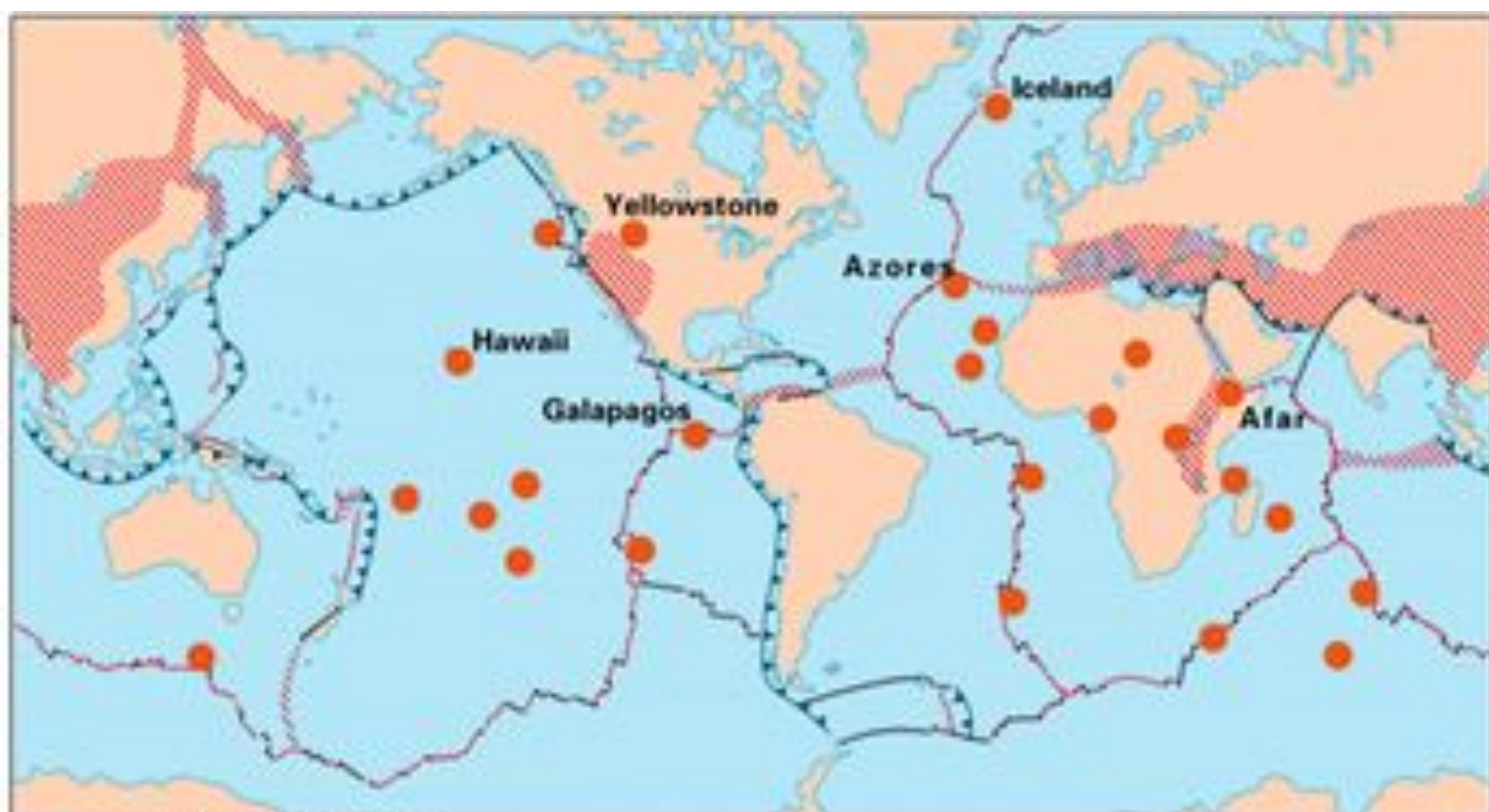 Iceland
Yellowstone
Azores
Hawaii
Galapagos
Afar